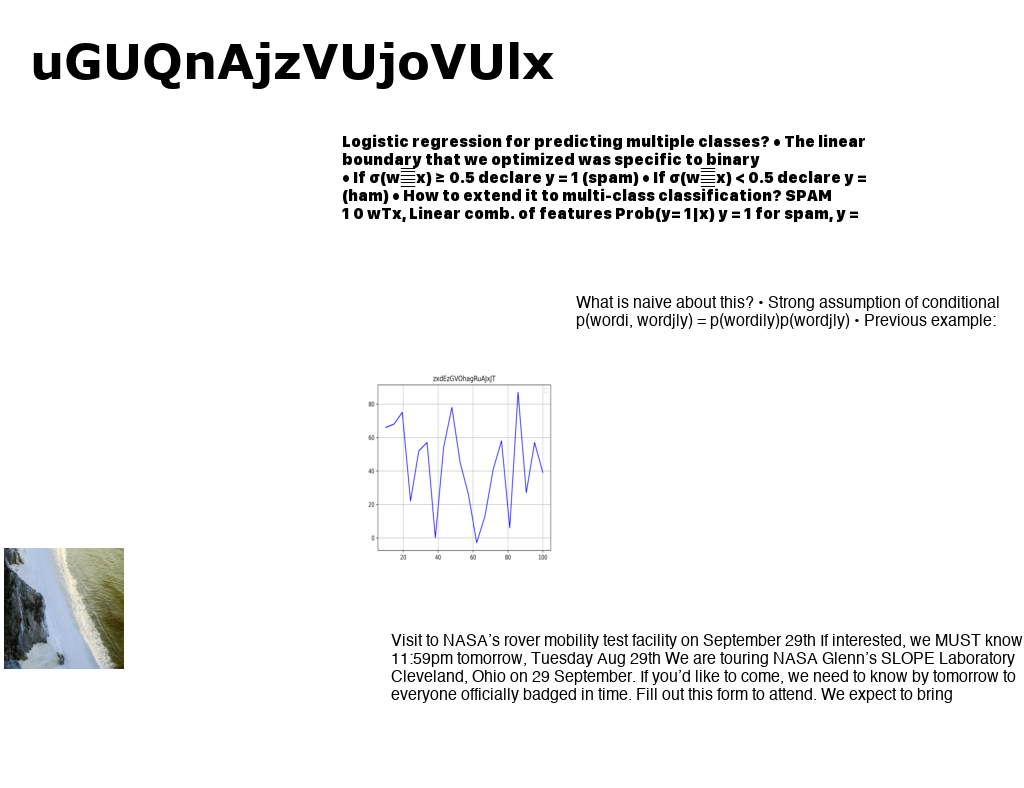 uGUQnAjzVUjoVUlx
Logistic regression for predicting multiple classes? • The linear
boundary that we optimized was specific to binary
• If σ(w x) ≥ 0.5 declare y = 1 (spam) • If σ(w x) < 0.5 declare y =
(ham) • How to extend it to multi-class classification? SPAM
1 0 wTx, Linear comb. of features Prob(y= 1|x) y = 1 for spam, y =
What is naive about this? • Strong assumption of conditional
p(wordi, wordj|y) = p(wordi|y)p(wordj|y) • Previous example:
zxdEzGVOhagRuAjxJT
80
60
40
20
0
20 40 60 80 100
Visit to NASA’s rover mobility test facility on September 29th If interested, we MUST know
11:59pm tomorrow, Tuesday Aug 29th We are touring NASA Glenn’s SLOPE Laboratory
Cleveland, Ohio on 29 September. If you’d like to come, we need to know by tomorrow to
everyone officially badged in time. Fill out this form to attend. We expect to bring